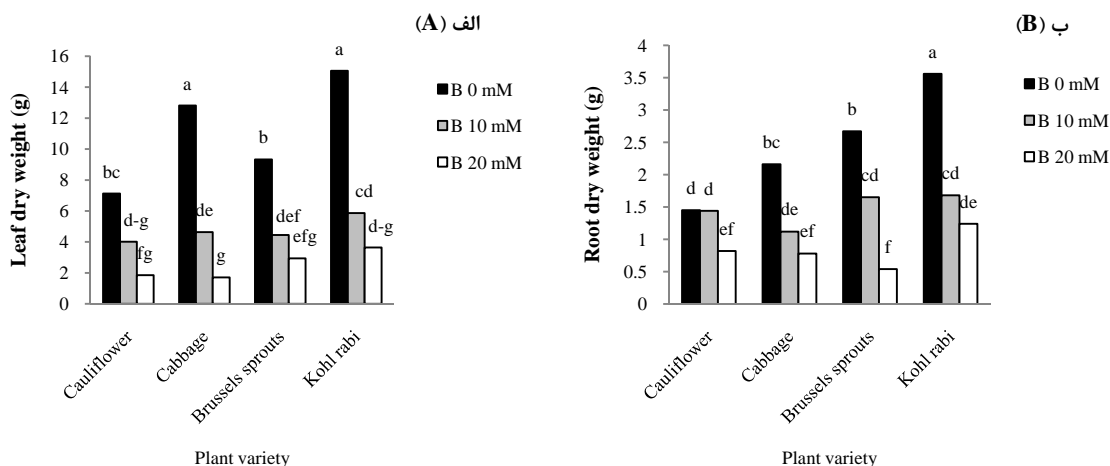 الف (A)
Leaf dry weight (g)
16
14
12
10
8
6
4
2
0
bc
d-g
fg
a
de
g
b
def
efg
a
cd
d-g
B 0 mM
B 10 mM
B 20 mM
Cauliflower
Cabbage
Brussels sprouts
Kohl rabi
Plant variety
ب (B)
Root dry weight (g)
4
3.5
3
2.5
2
1.5
1
0.5
0
d
d
ef
bc
de
ef
b
cd
f
a
cd
de
B 0 mM
B 10 mM
B 20 mM
Cauliflower
Cabbage
Brussels sprouts
Kohl rabi
Plant variety